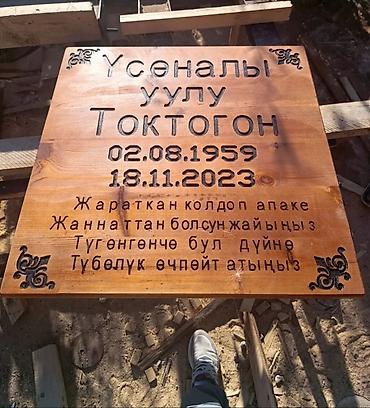 Үсөналы
уулу
Токтогон
02.08.1959
18.11.2023
Жараткан колдоп апаке
Жаннаттан болсун жайыңыз
Түгөнгөнчө бул дүйнө
Түбөлүк өчпөйт атыңыз